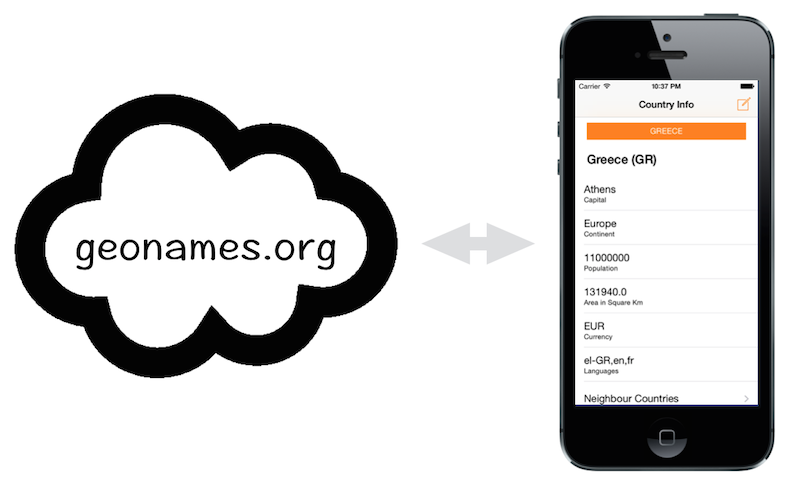 geonames.org
Carrier 10:37 PM
Country Info
GREECE
Greece (GR)
Athens
Capital
Europe
Continent
11000000
Population
131940.0
Area in Square Km
EUR
Currency
el-GR,en,fr
Languages
Neighbour Countries